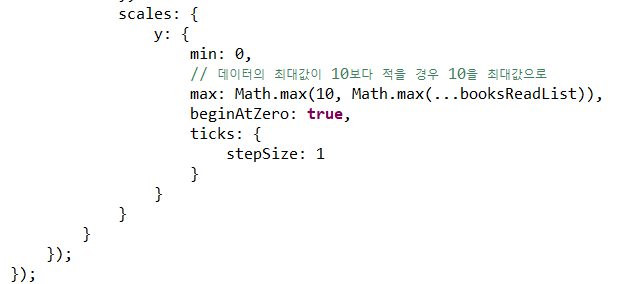 scales: {
y: {
min: 0,
// 데이터의 최대값이 10보다 적을 경우 10을 최대값으로
max: Math.max(10, Math.max(...booksReadList)),
beginAtZero: true,
ticks: {
stepSize: 1
}
}
}
}
});
});